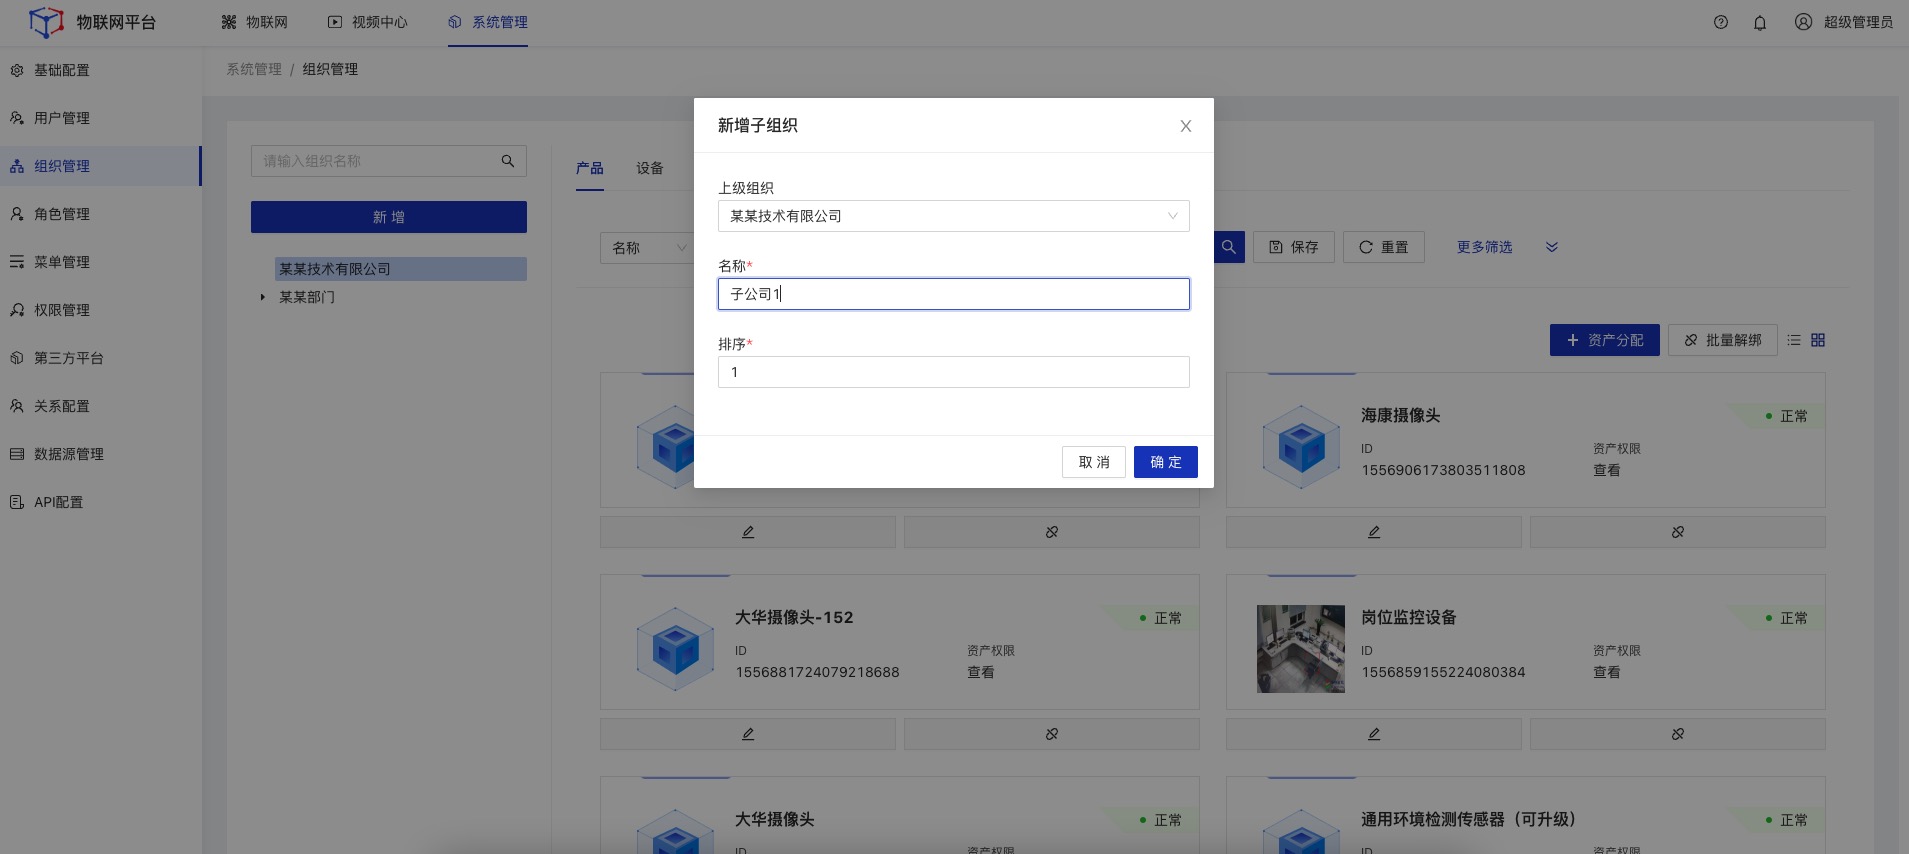 物联网平台
物联网
视频中心
系统管理
超级管理员
基础配置
用户管理
组织管理
角色管理
菜单管理
权限管理
第三方平台
关系配置
数据源管理
API配置
系统管理 / 组织管理
请输入组织名称
新 增
某某技术有限公司
某某部门
产品
设备
名称
保存
重置
更多筛选
资产分配
批量解绑
新增子组织
上级组织
某某技术有限公司
名称*
子公司1
排序*
1
取 消
确 定
海康摄像头
正常
ID
资产权限
1556906173803511808
查看
大华摄像头-152
正常
ID
资产权限
1556881724079218688
查看
岗位监控设备
正常
ID
资产权限
1556859155224080384
查看
大华摄像头
正常
ID
资产权限
通用环境检测传感器（可升级）
正常
ID
资产权限